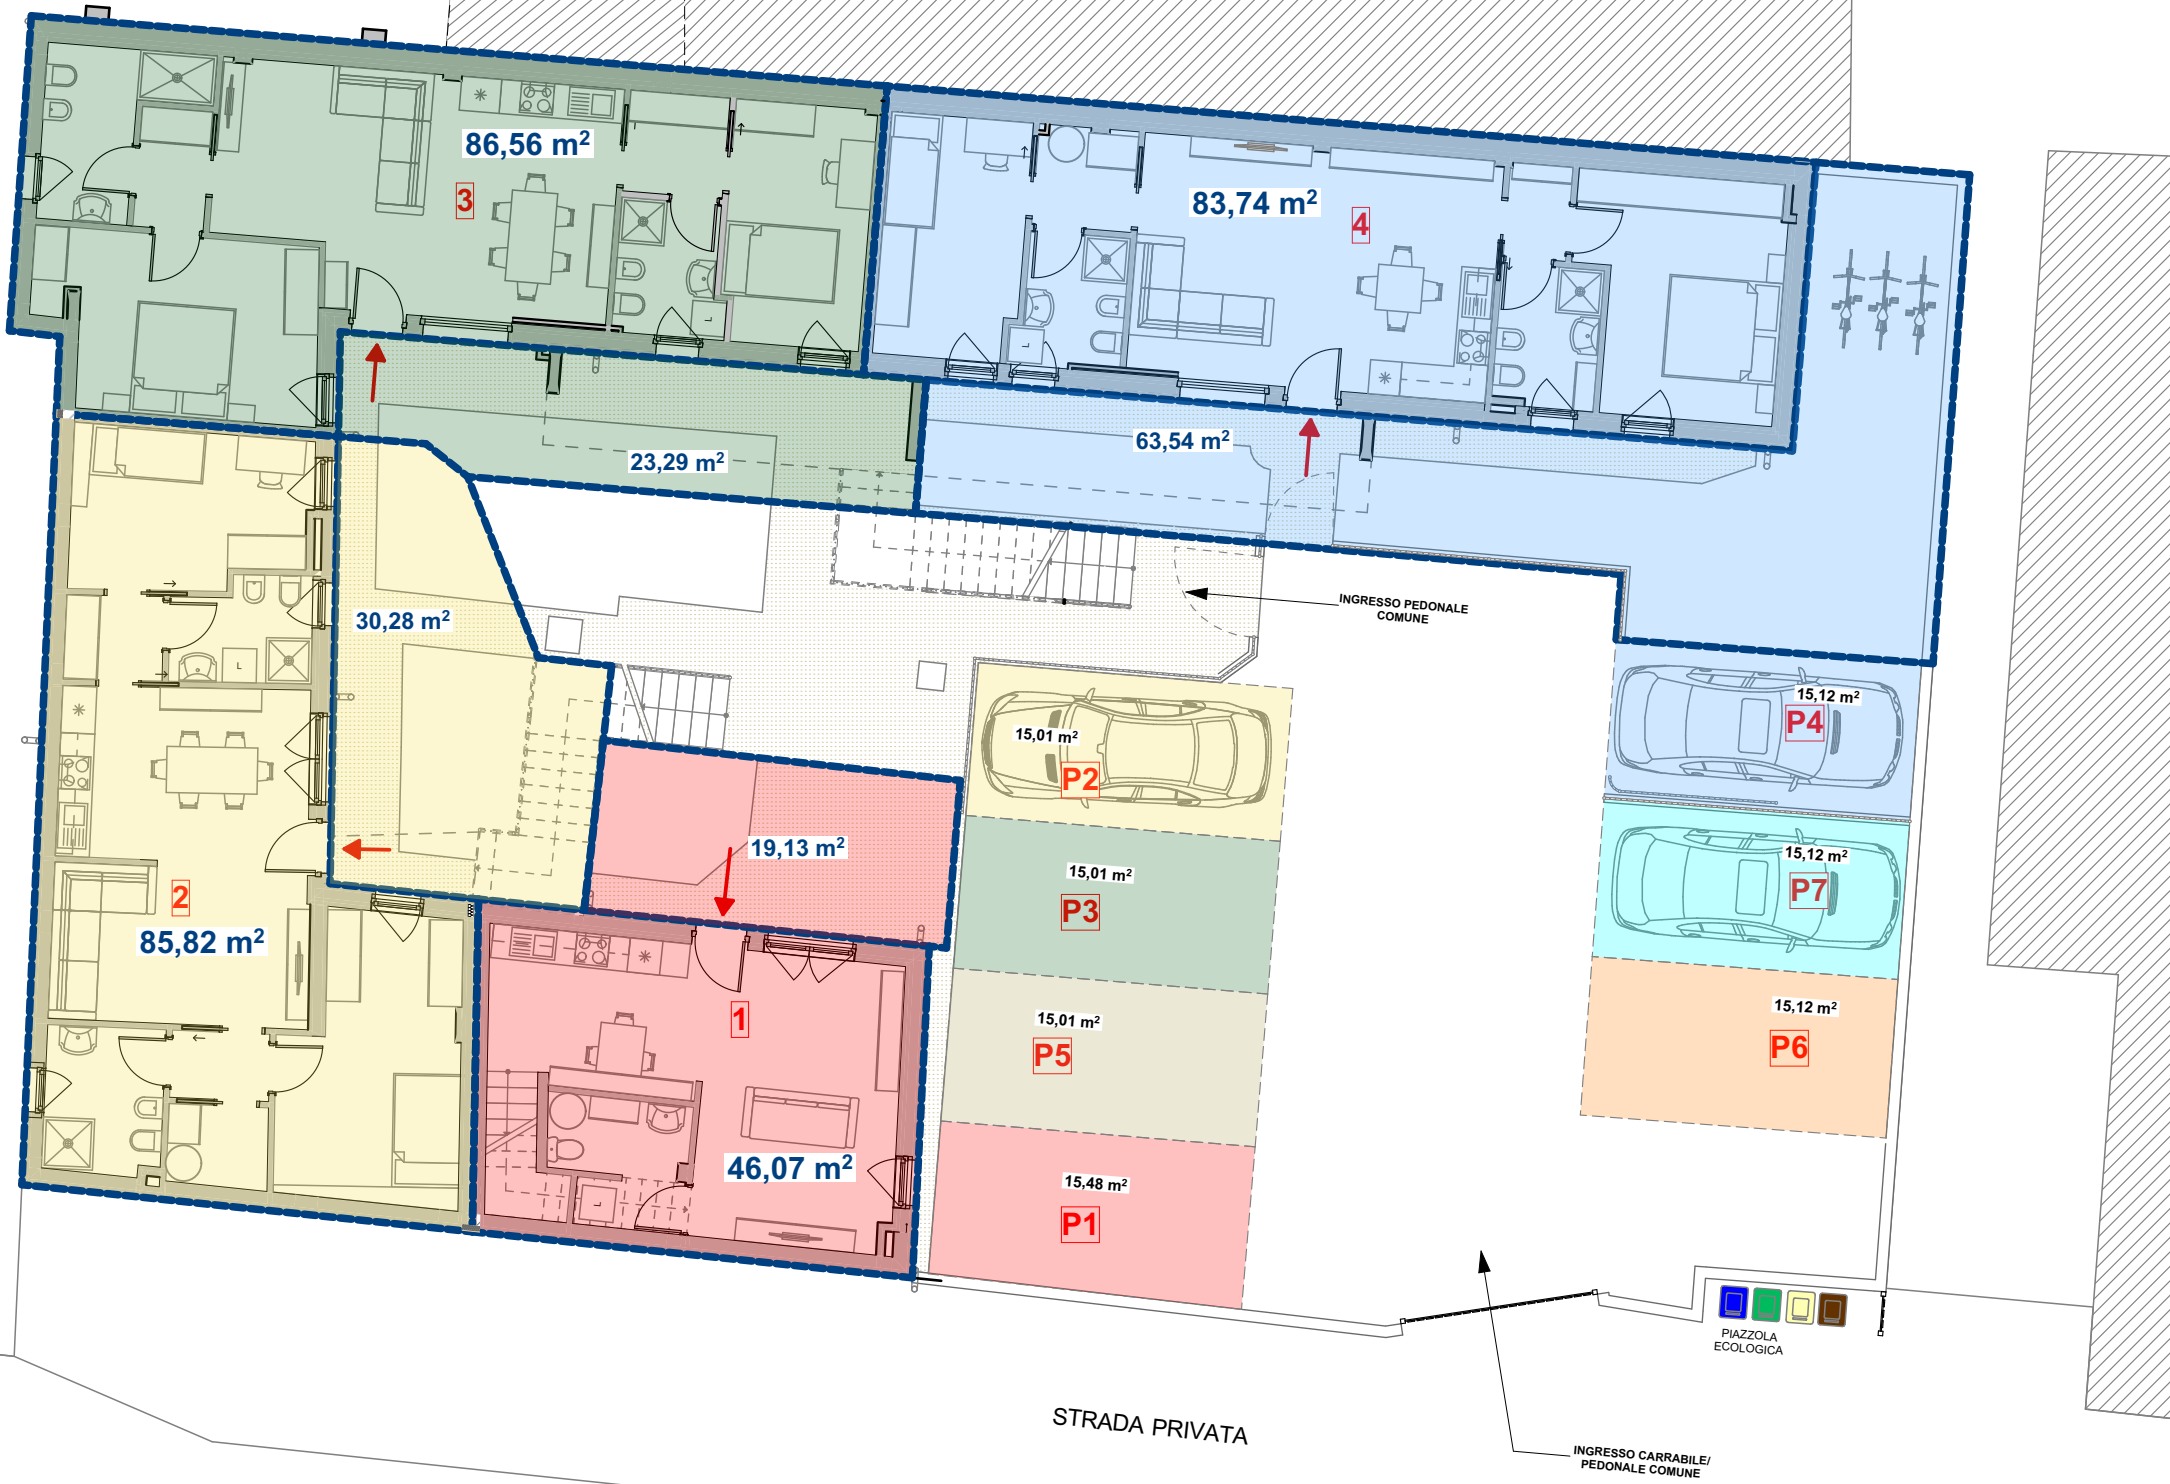 86,56 m²
3
83,74 m²
4
63,54 m²
23,29 m²
30,28 m²
INGRESSO PEDONALE
COMUNE
15,12 m²
P4
15,01 m²
P2
19,13 m²
15,12 m²
P7
15,01 m²
P3
2
85,82 m²
1
15,01 m²
P5
15,12 m²
P6
46,07 m²
15,48 m²
P1
L
L
L
L
PIAZZOLA
ECOLOGICA
STRADA PRIVATA
INGRESSO CARRABILE/
PEDONALE COMUNE